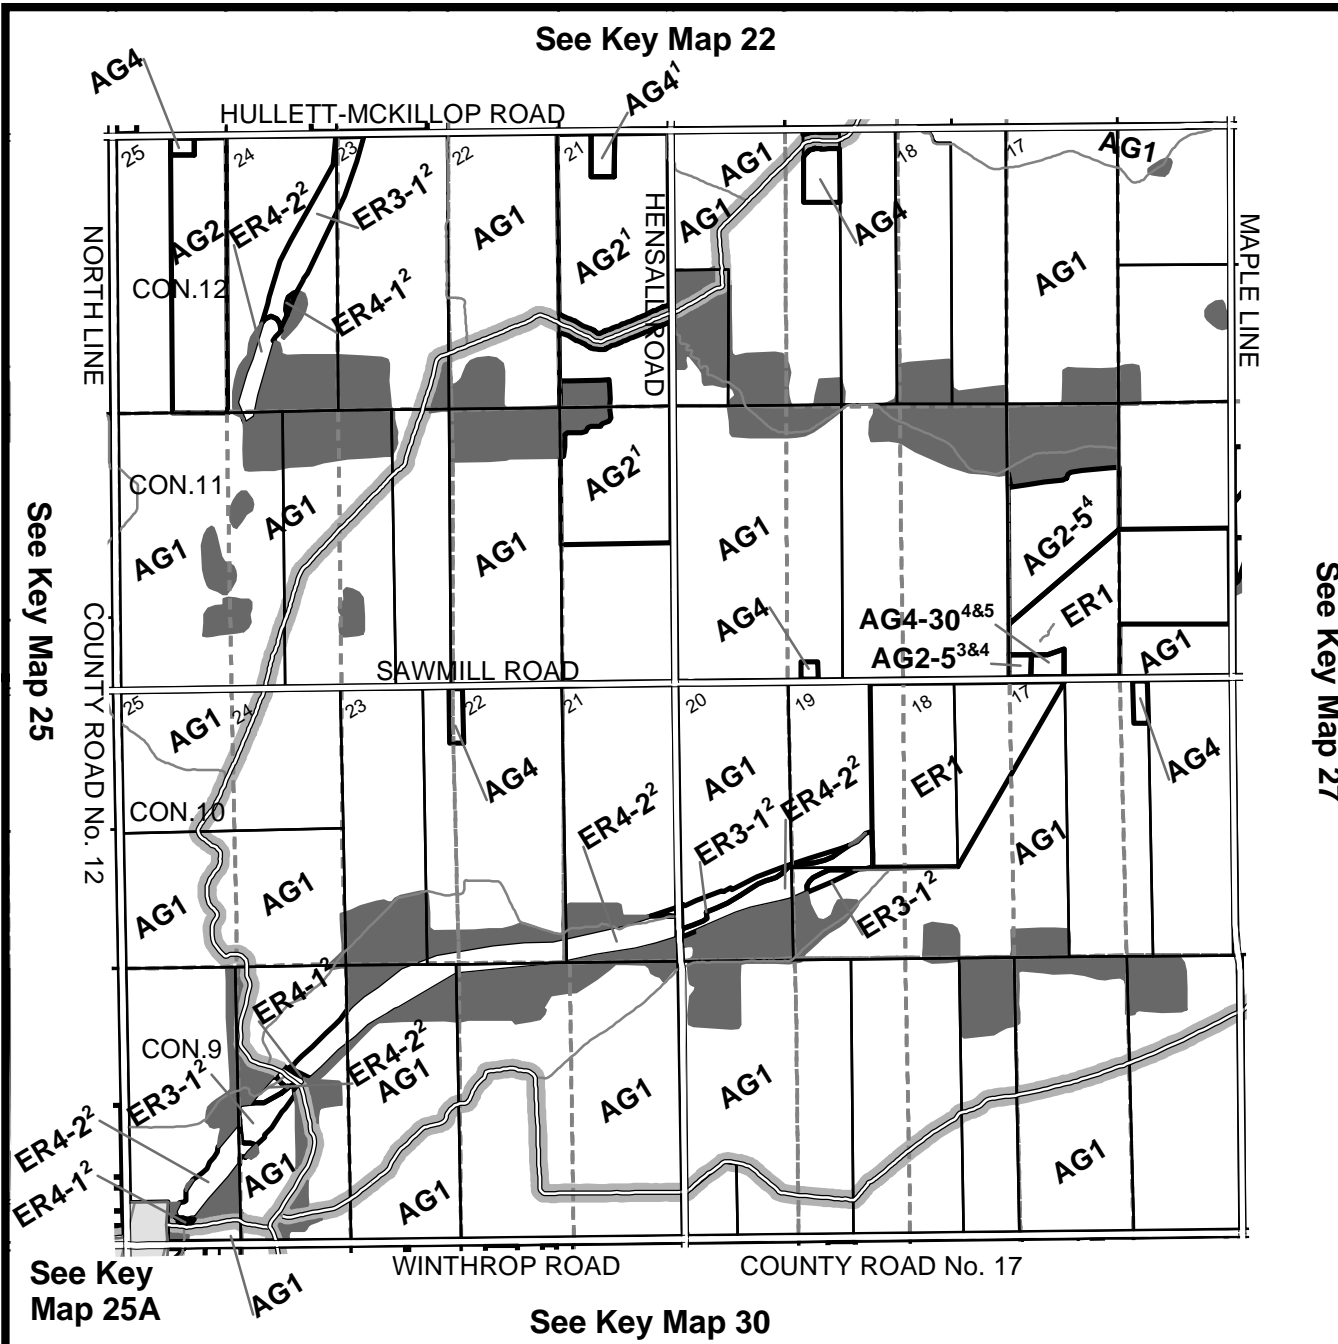 See Key Map 22
AG4
AG4¹
HULLETT-MCKILLOP ROAD
25
24
23
22
21
18
17
AG1
AG1
ER3-1²
ER4-2²
AG2
AG1
AG2¹
HENSALL ROAD
AG1
AG4
AG1
MAPLE LINE
NORTH LINE
CON.12
ER4-1²
CON.11
AG1
AG1
AG1
AG2¹
AG1
AG2-5⁴
ER1
AG4
AG4-30⁴&⁵
AG2-5³&⁴
AG1
See Key Map 25
See Key Map 27
COUNTY ROAD No. 12
SAWMILL ROAD
25
24
23
22
21
20
19
18
17
AG1
AG4
AG1
ER4-2²
ER4-2²
ER3-1²
ER1
AG4
CON.10
AG1
AG1
AG1
ER3-1²
ER4-1²
CON.9
ER4-2²
AG1
ER3-1²
AG1
AG1
ER4-2²
AG1
AG1
ER4-1²
AG1
WINTHROP ROAD
COUNTY ROAD No. 17
See Key
Map 25A
AG1
See Key Map 30